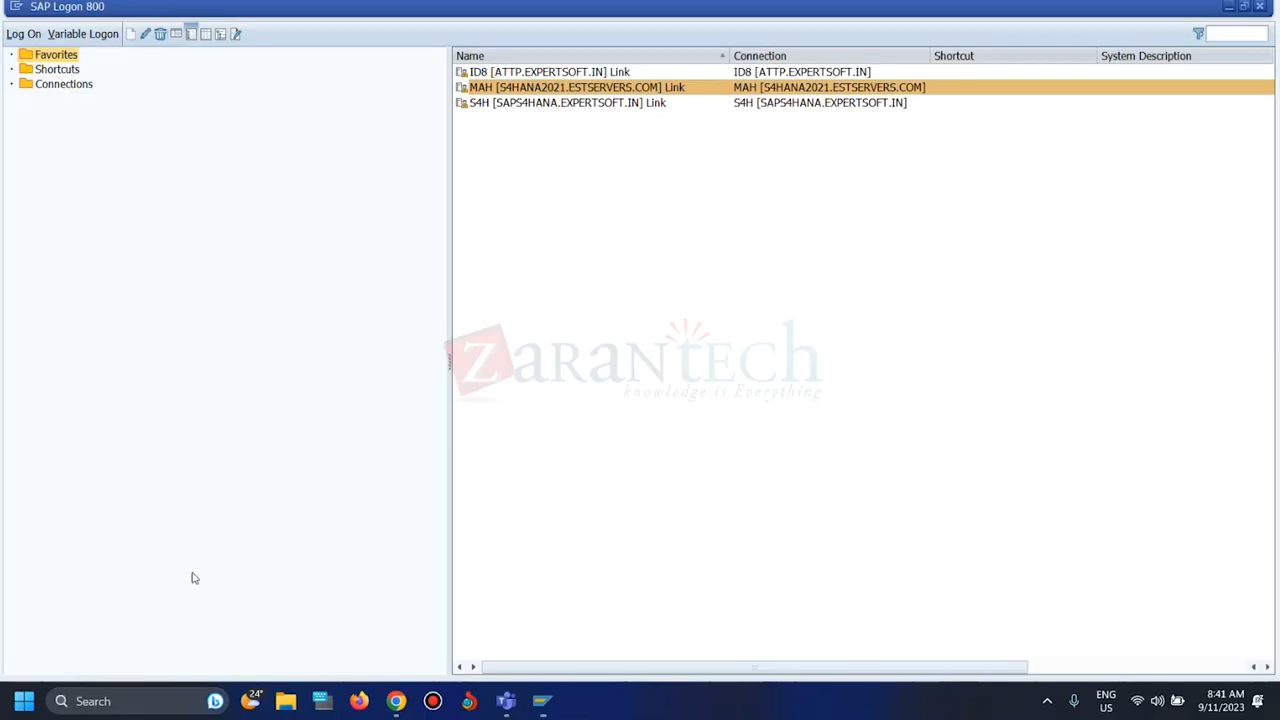 SAP Logon 800
Log On Variable Logon
Favorites
Shortcuts
Connections
Name Connection Shortcut System Description
ID8 [ATTP.EXPERTSOFT.IN] Link ID8 [ATTP.EXPERTSOFT.IN]
MAH [S4HANA2021.ESTSERVERS.COM] Link MAH [S4HANA2021.ESTSERVERS.COM]
S4H [SAPS4HANA.EXPERTSOFT.IN] Link S4H [SAPS4HANA.EXPERTSOFT.IN]
ZARANTECH
knowledge is Everything
Search
24°
ENG
US
8:41 AM
9/11/2023